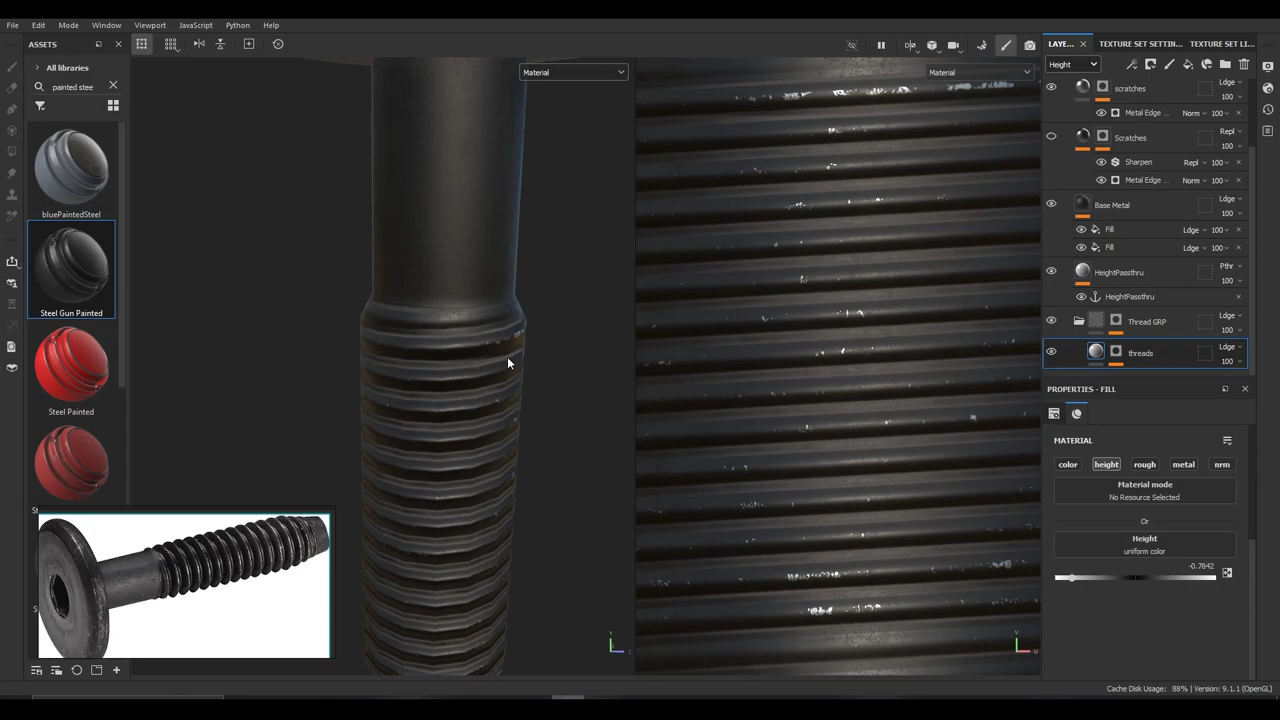 File Edit Mode Window Viewport JavaScript Python Help
ASSETS
All libraries
painted stee
bluePaintedSteel
Steel Gun Painted
Steel Painted
Material
Material
LAYE... TEXTURE SET SETTIN... TEXTURE SET LI...
Height
scratches Ldge 100
Metal Edge ... Norm 100
Scratches Repl 100
Sharpen Repl 100
Metal Edge ... Norm 100
Base Metal Ldge 100
Fill Ldge 100
Fill Ldge 100
HeightPassthru Pthr 100
HeightPassthru
Thread GRP Ldge 100
threads Ldge 100
PROPERTIES - FILL
MATERIAL
color height rough metal nrm
Material mode
No Resource Selected
Or
Height
uniform color
-0.7842
Cache Disk Usage: 88% | Version: 9.1.1 (OpenGL)